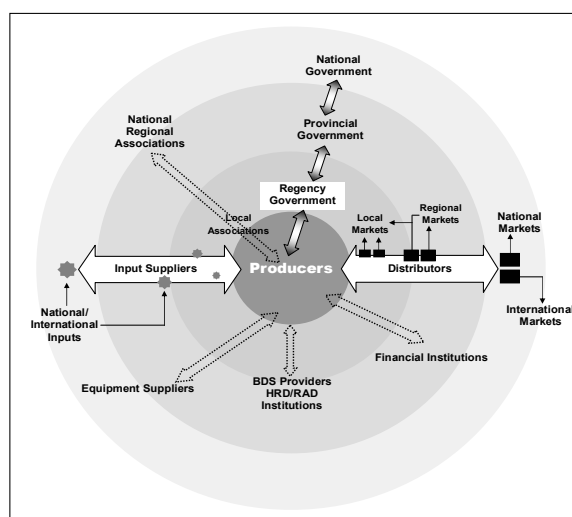 National
Government
National
Regional
Associations
Provincial
Government
Regency
Government
Local
Associations
Local
Markets
Regional
Markets
National
Markets
Input Suppliers
Producers
Distributors
National/
International
Inputs
International
Markets
Financial Institutions
Equipment Suppliers
BDS Providers
HRD/RAD
Institutions